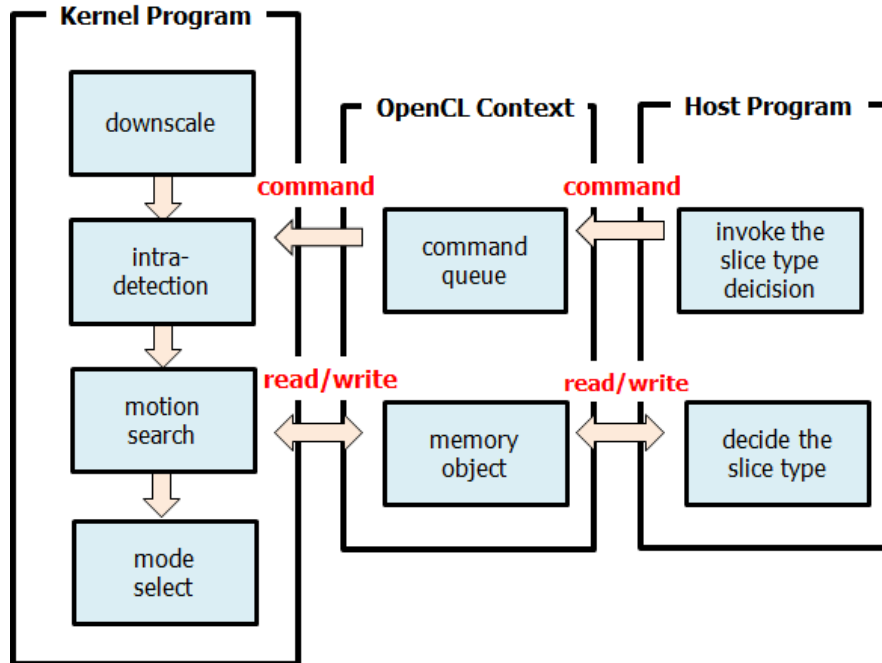 Kernel Program
downscale
intra-
detection
motion
search
mode
select
command
read/write
OpenCL Context
command
queue
memory
object
command
read/write
Host Program
invoke the
slice type
deicision
decide the
slice type